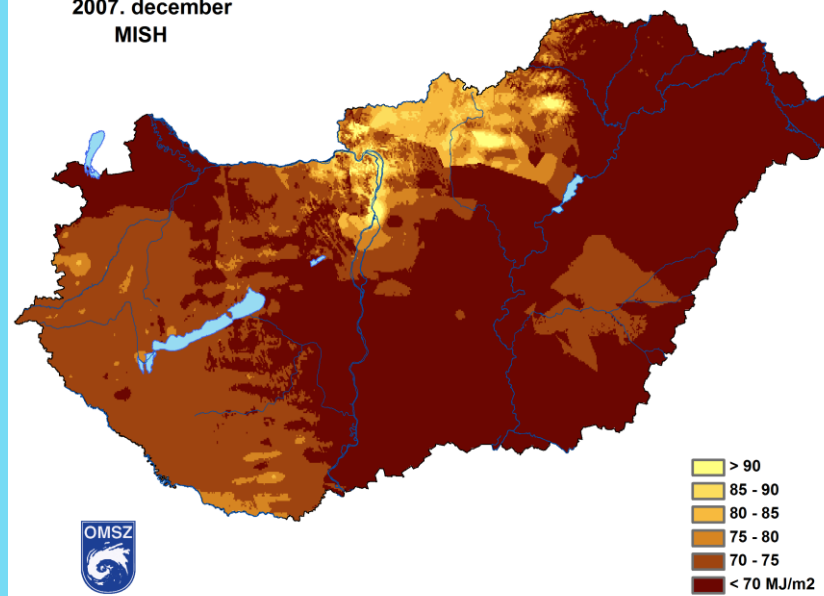 2007. december
MISH
> 90
85 - 90
80 - 85
75 - 80
70 - 75
< 70 MJ/m2
OMSZ